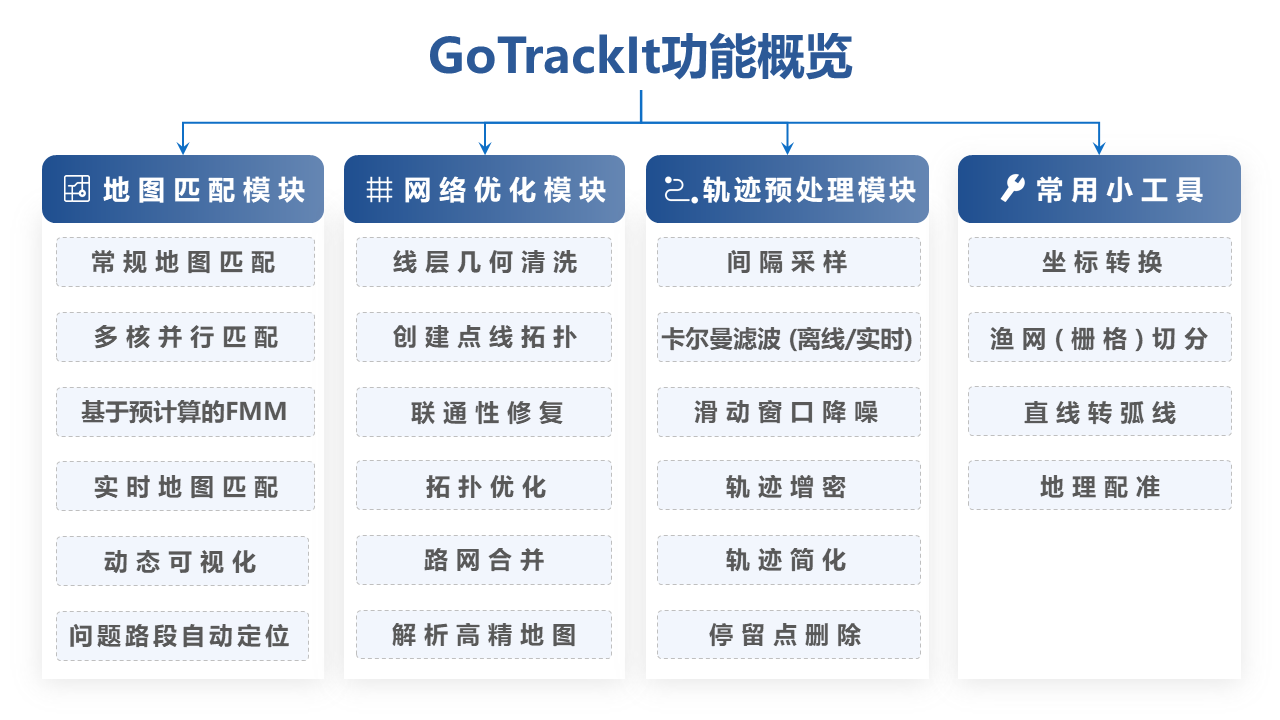 GoTrackIt功能概览
地图匹配模块
常规地图匹配
多核并行匹配
基于预计算的FMM
实时地图匹配
动态可视化
问题路段自动定位
网络优化模块
线层几何清洗
创建点线拓扑
联通性修复
拓扑优化
路网合并
解析高精地图
轨迹预处理模块
间隔采样
卡尔曼滤波 (离线/实时)
滑动窗口降噪
轨迹增密
轨迹简化
停留点删除
常用小工具
坐标转换
渔网(栅格)切分
直线转弧线
地理配准